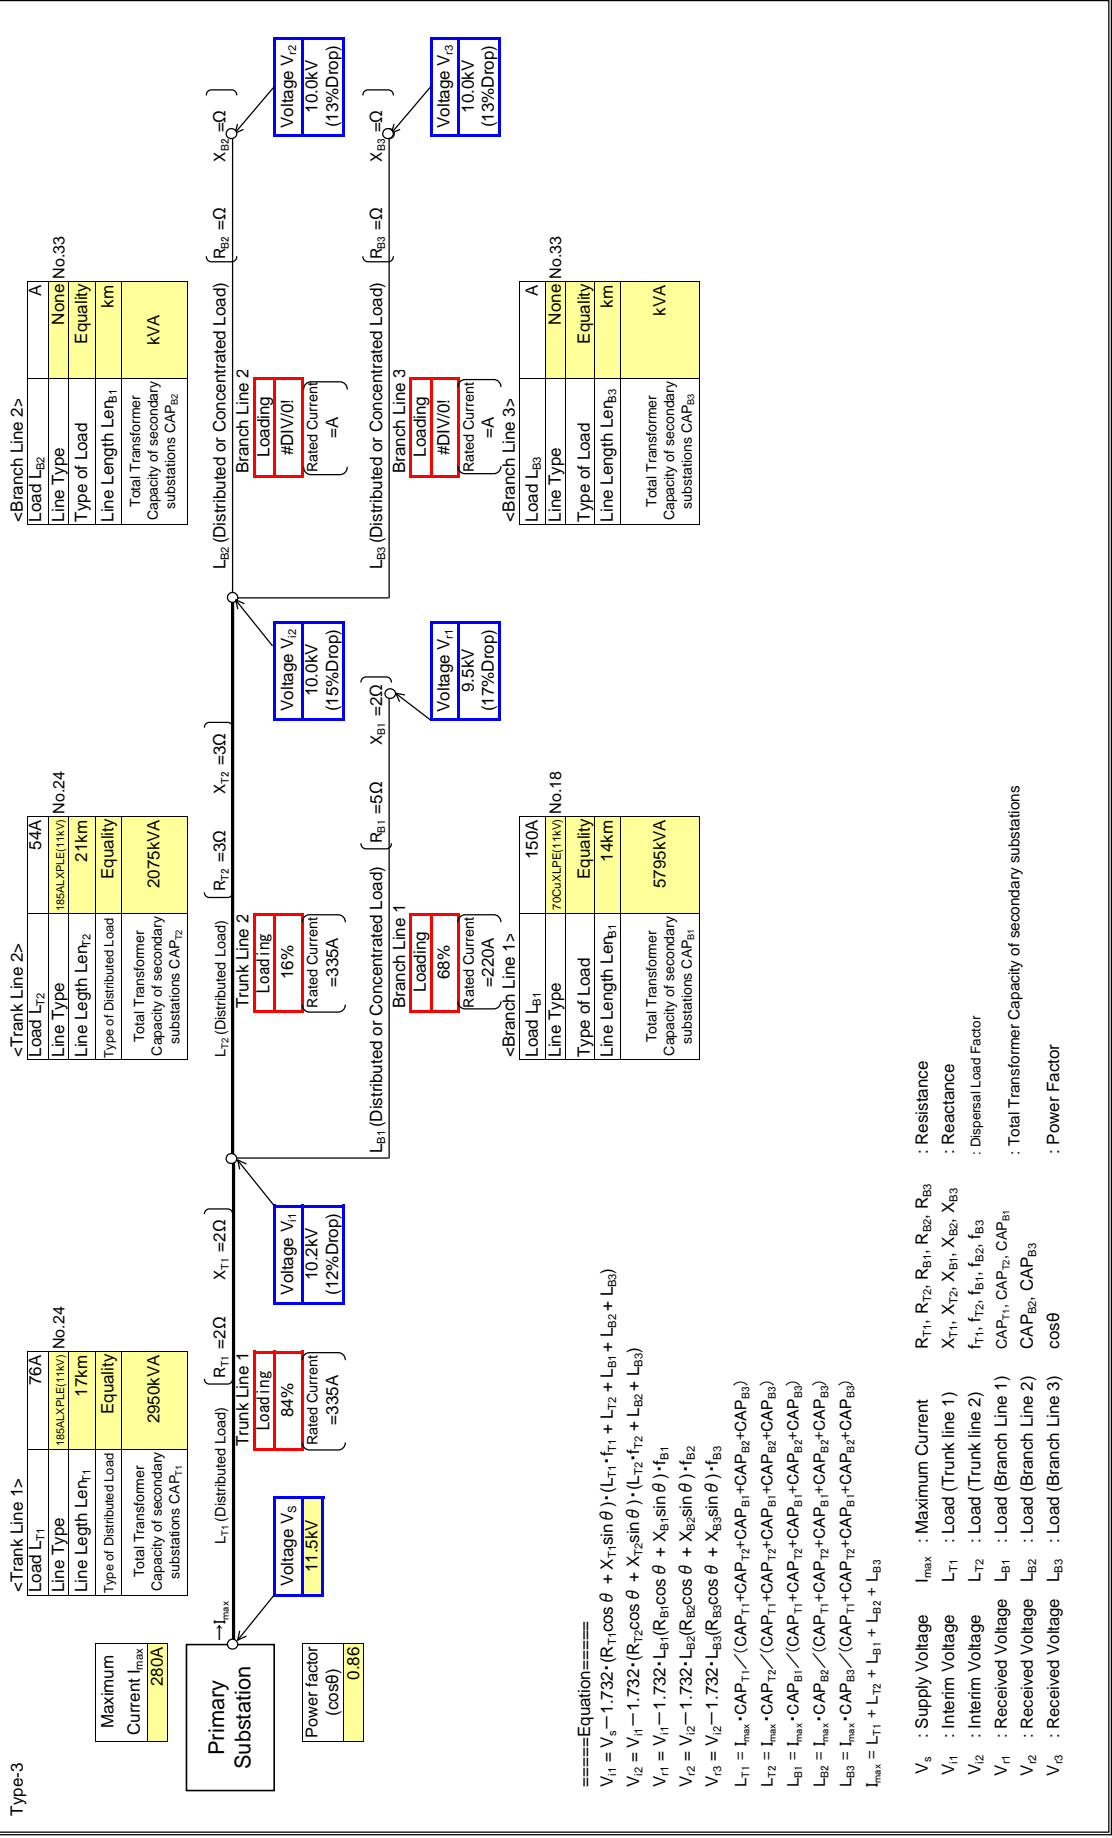 Type-3
Maximum
Current Imax
280A
Primary
Substation
Power factor
(cosθ)
0.86
→Imax
Voltage VS
11.5kV
<Trank Line 1>
Load LT1 76A
Line Type 185ALXPLE(11kV) No.24
Line Length LenT1 17km
Type of Distributed Load Equality
Total Transformer
Capacity of secondary
substations CAPT1
2950kVA
LT1 (Distributed Load) (RT1 =2Ω XT1 =2Ω)
Trunk Line 1
Loading
84%
(Rated Current
=335A)
Voltage Vi1
10.2kV
(12%Drop)
<Trank Line 2>
Load LT2 54A
Line Type 185ALXPLE(11kV) No.24
Line Legth LenT2 21km
Type of Distributed Load Equality
Total Transformer
Capacity of secondary
substations CAPT2
2075kVA
LT2 (Distributed Load) (RT2 =3Ω XT2 =3Ω)
Trunk Line 2
Loading
16%
(Rated Current
=335A)
Voltage Vi2
10.0kV
(15%Drop)
LB1 (Distributed or Concentrated Load) (RB1 =5Ω XB1 =2Ω)
Branch Line 1
Loading
68%
(Rated Current
=220A)
Voltage Vr1
9.5kV
(17%Drop)
<Branch Line 1>
Load LB1 150A
Line Type 70CuXLPE(11kV) No.18
Type of Load Equality
Line Length LenB1 14km
Total Transformer
Capacity of secondary
substations CAPB1
5795kVA
<Branch Line 2>
Load LB2 A
Line Type None No.33
Type of Load Equality
Line Length LenB1 km
Total Transformer
Capacity of secondary
substations CAPB2
kVA
LB2 (Distributed or Concentrated Load) (RB2 =Ω XB2 =Ω)
Branch Line 2
Loading
#DIV/0!
(Rated Current
=A)
Voltage Vr2
10.0kV
(13%Drop)
LB3 (Distributed or Concentrated Load) (RB3 =Ω XB3 =Ω)
Branch Line 3
Loading
#DIV/0!
(Rated Current
=A)
Voltage Vr3
10.0kV
(13%Drop)
<Branch Line 3>
Load LB3 A
Line Type None No.33
Type of Load Equality
Line Length LenB3 km
Total Transformer
Capacity of secondary
substations CAPB3
kVA
=====Equation=====
Vi1 = Vs－1.732･(RT1cos θ + XT1sin θ)･(LT1･fT1 + LT2 + LB1 + LB2 + LB3)
Vi2 = Vi1－1.732･(RT2cos θ + XT2sin θ)･(LT2･fT2 + LB2 + LB3)
Vr1 = Vi1－1.732･LB1(RB1cos θ + XB1sin θ)･fB1
Vr2 = Vi2－1.732･LB2(RB2cos θ + XB2sin θ)･fB2
Vr3 = Vi2－1.732･LB3(RB3cos θ + XB3sin θ)･fB3
LT1 = Imax･CAPT1／(CAPT1+CAPT2+CAPB1+CAPB2+CAPB3)
LT2 = Imax･CAPT2／(CAPT1+CAPT2+CAPB1+CAPB2+CAPB3)
LB1 = Imax･CAPB1／(CAPT1+CAPT2+CAPB1+CAPB2+CAPB3)
LB2 = Imax･CAPB2／(CAPT1+CAPT2+CAPB1+CAPB2+CAPB3)
LB3 = Imax･CAPB3／(CAPT1+CAPT2+CAPB1+CAPB2+CAPB3)
Imax = LT1 + LT2 + LB1 + LB2 + LB3
Vs : Supply Voltage Imax : Maximum Current RT1, RT2, RB1, RB2, RB3 : Resistance
Vi1 : Interim Voltage LT1 : Load (Trunk line 1) XT1, XT2, XB1, XB2, XB3 : Reactance
Vi2 : Interim Voltage LT2 : Load (Trunk line 2) fT1, fT2, fB1, fB2, fB3 : Dispersal Load Factor
Vr1 : Received Voltage LB1 : Load (Branch Line 1) CAPT1, CAPT2, CAPB1
Vr2 : Received Voltage LB2 : Load (Branch Line 2) CAPB2, CAPB3 : Total Transformer Capacity of secondary substations
Vr3 : Received Voltage LB3 : Load (Branch Line 3) cosθ : Power Factor